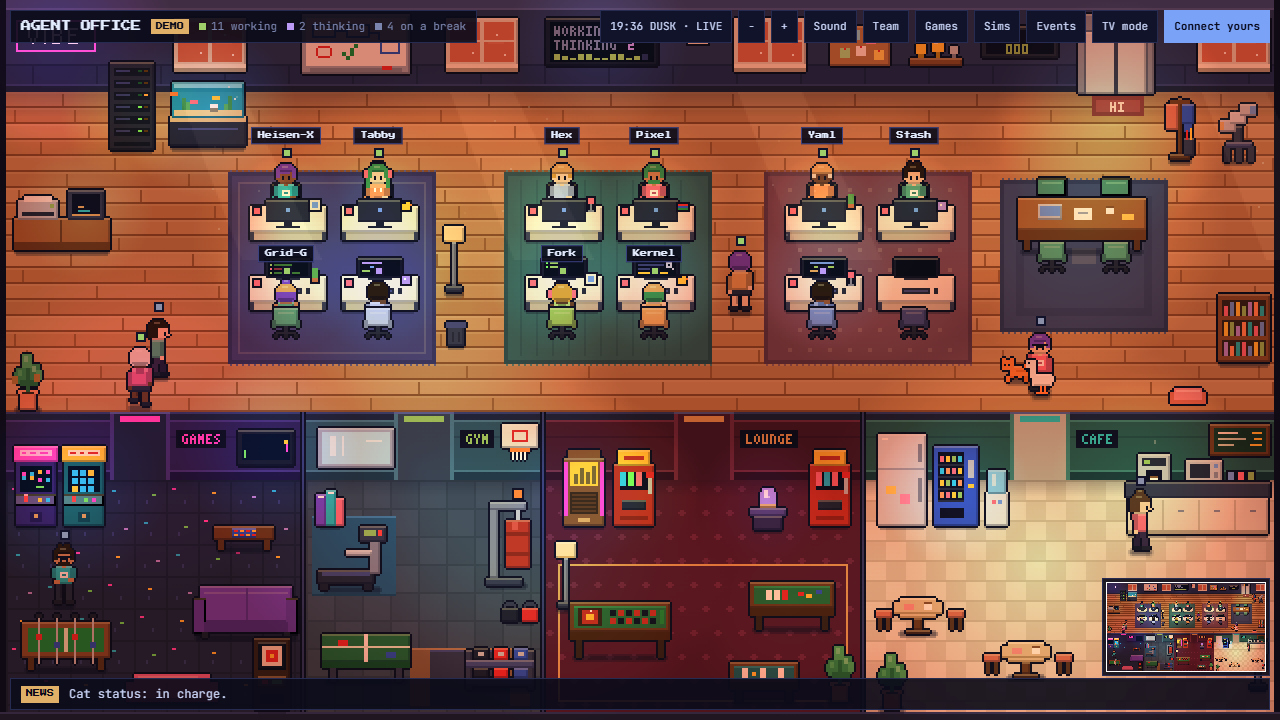 AGENT OFFICE DEMO 11 working 2 thinking 4 on a break 19:36 DUSK · LIVE - + Sound Team Games Sims Events TV mode Connect yours
VIBE
THINKING 2
HI
Heisen-X Tabby Hex Pixel Yaml Stash
Grid-G Fork Kernel
GAMES GYM LOUNGE CAFE
NEWS Cat status: in charge.